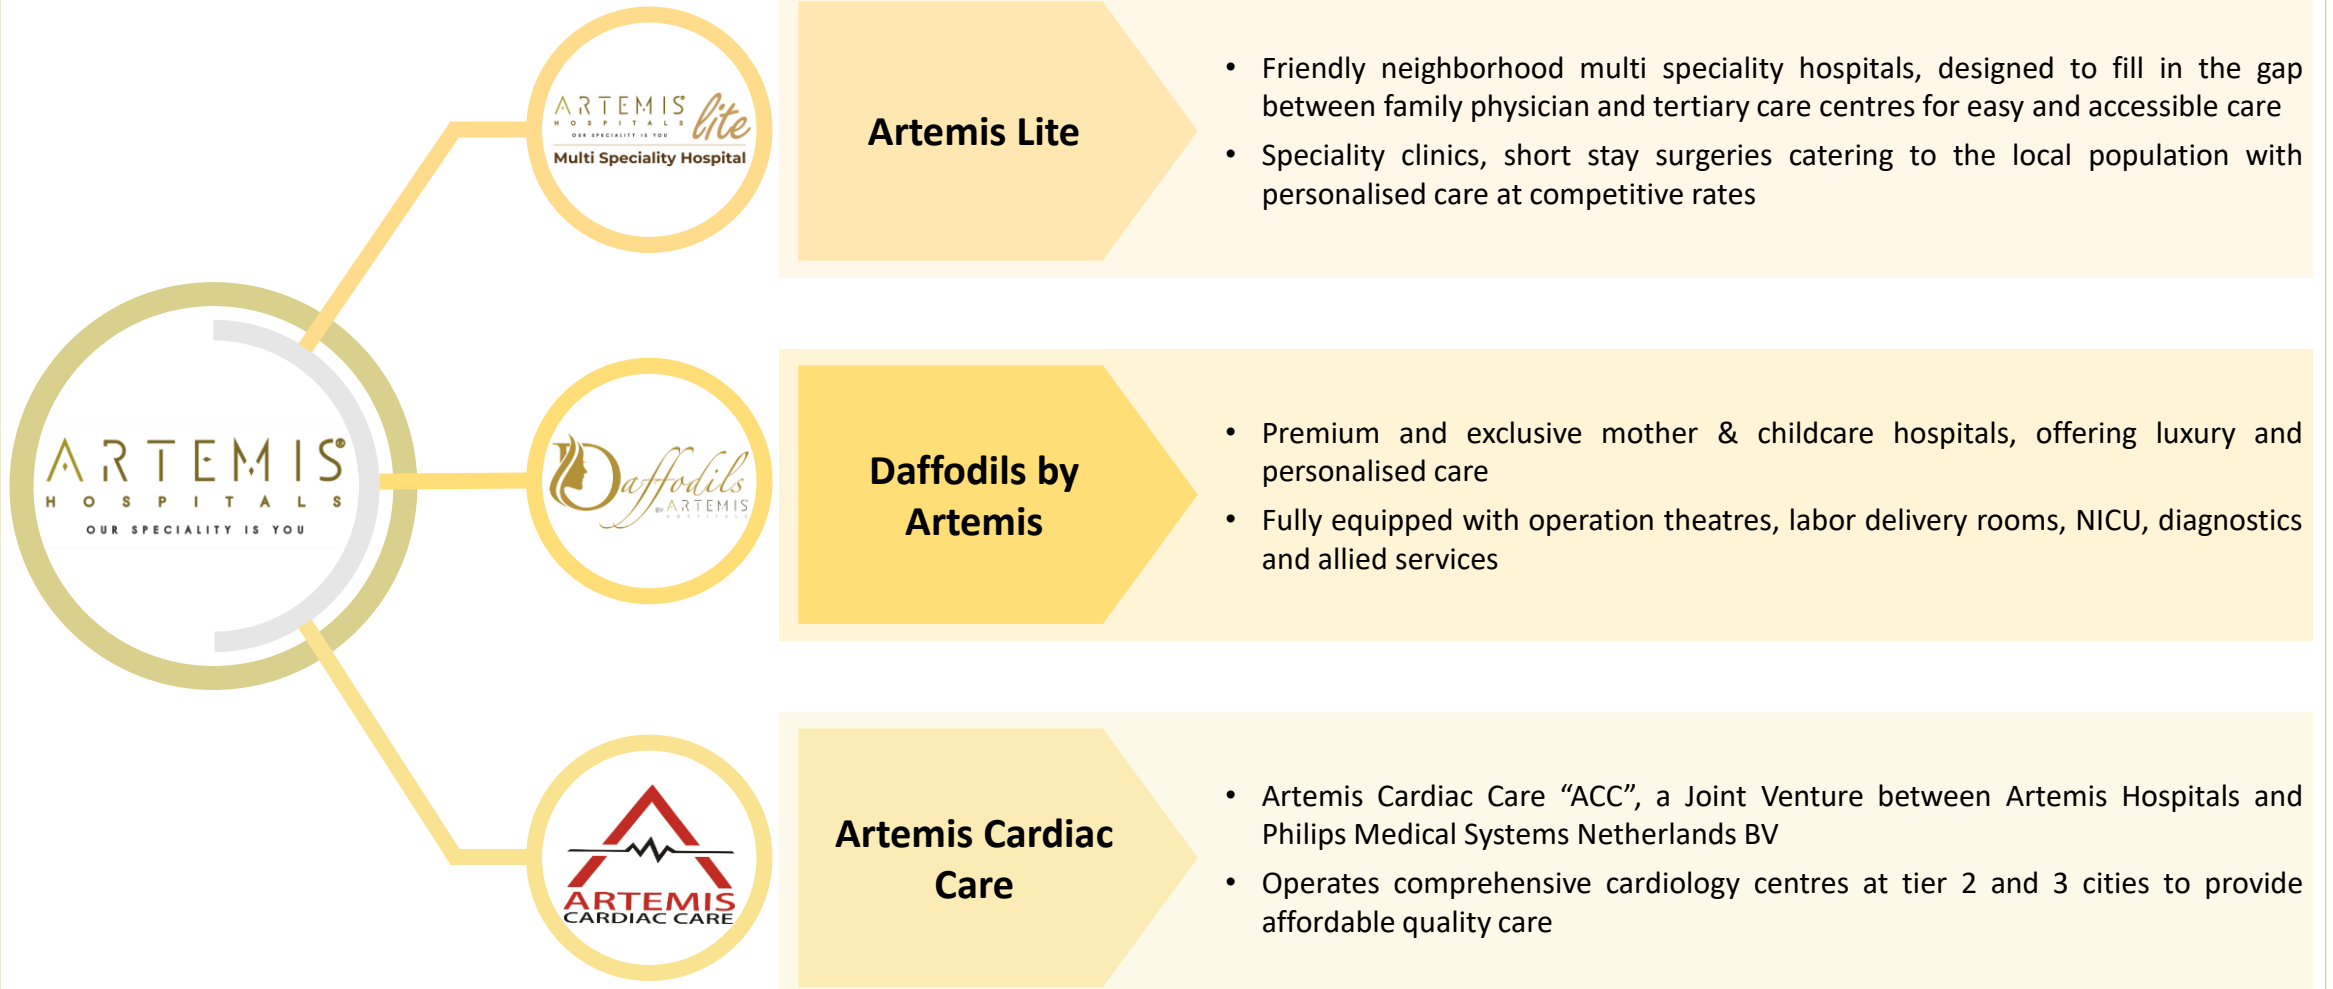 ARTEMIS®
HOSPITALS
OUR SPECIALITY IS YOU
ARTEMIS
HOSPITALS
OUR SPECIALITY IS YOU
lite
Multi Speciality Hospital
Artemis Lite
• Friendly neighborhood multi speciality hospitals, designed to fill in the gap
between family physician and tertiary care centres for easy and accessible care
• Speciality clinics, short stay surgeries catering to the local population with
personalised care at competitive rates
Daffodils
BY ARTEMIS
HOSPITALS
Daffodils by
Artemis
• Premium and exclusive mother & childcare hospitals, offering luxury and
personalised care
• Fully equipped with operation theatres, labor delivery rooms, NICU, diagnostics
and allied services
ARTEMIS
CARDIAC CARE
Artemis Cardiac
Care
• Artemis Cardiac Care “ACC”, a Joint Venture between Artemis Hospitals and
Philips Medical Systems Netherlands BV
• Operates comprehensive cardiology centres at tier 2 and 3 cities to provide
affordable quality care